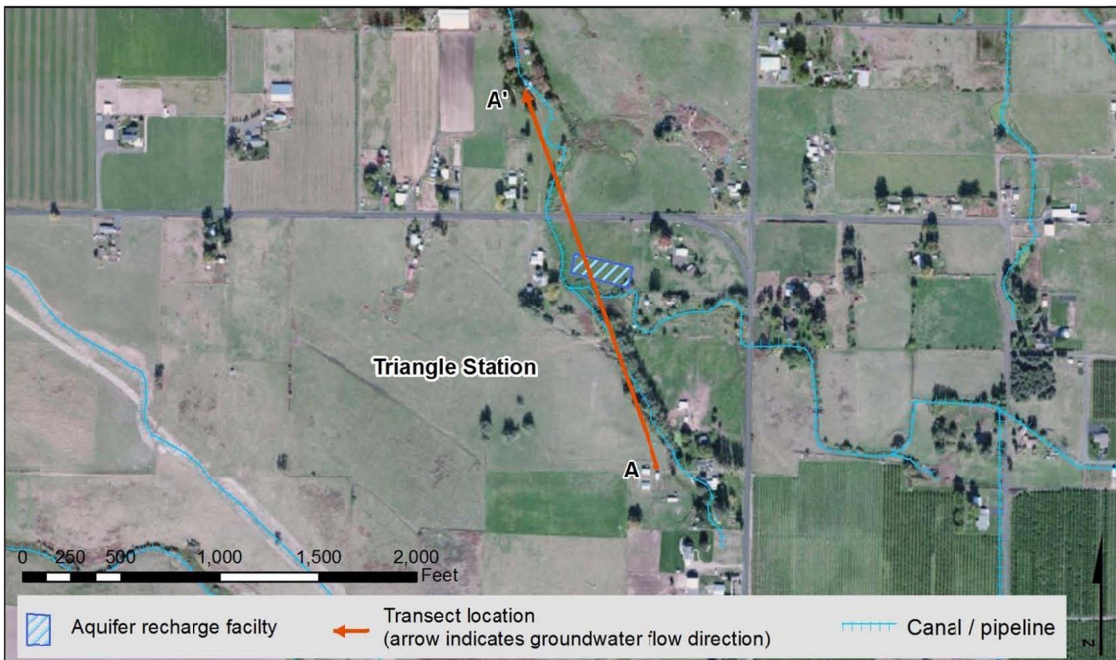 A'
Triangle Station
A
0 250 500 1,000 1,500 2,000
Feet
Aquifer recharge facilty
Transect location
(arrow indicates groundwater flow direction)
Canal / pipeline
N